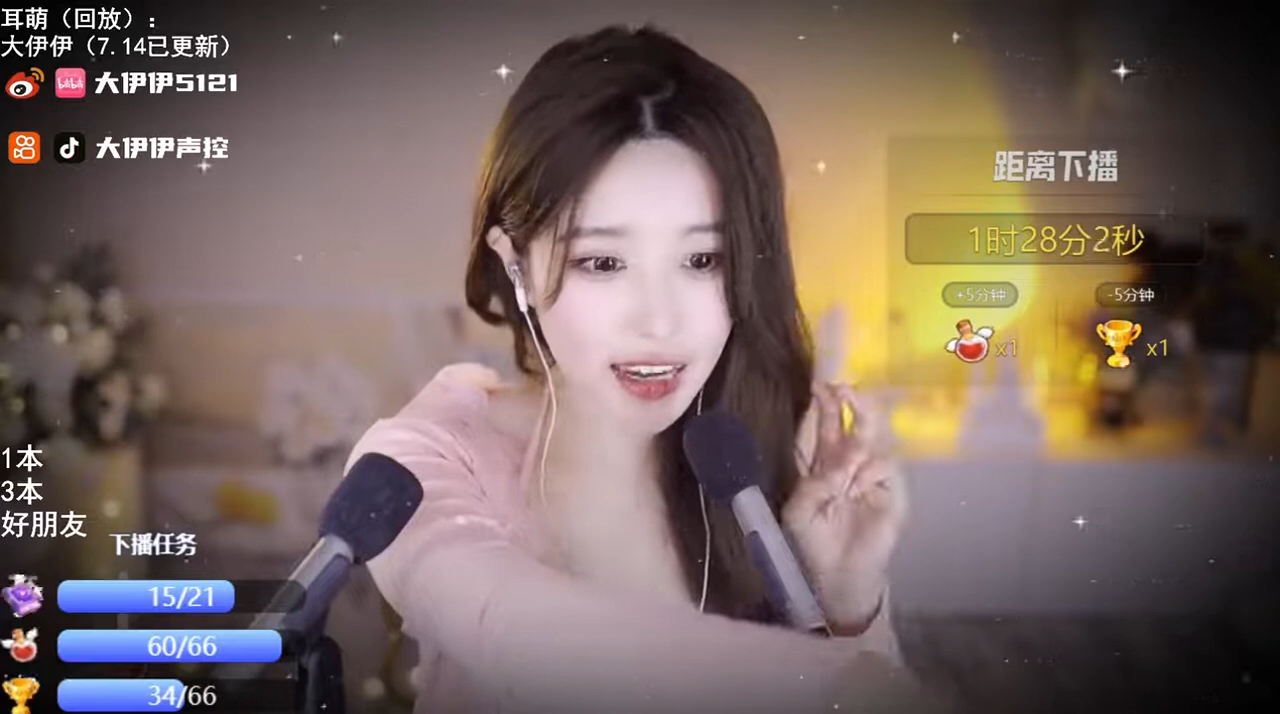 耳萌（回放）：
大伊伊（7.14已更新）
大伊伊5121
大伊伊声控
距离下播
1时28分2秒
+5分钟
-5分钟
x1
x1
1本
3本
好朋友
下播任务
15/21
60/66
34/66